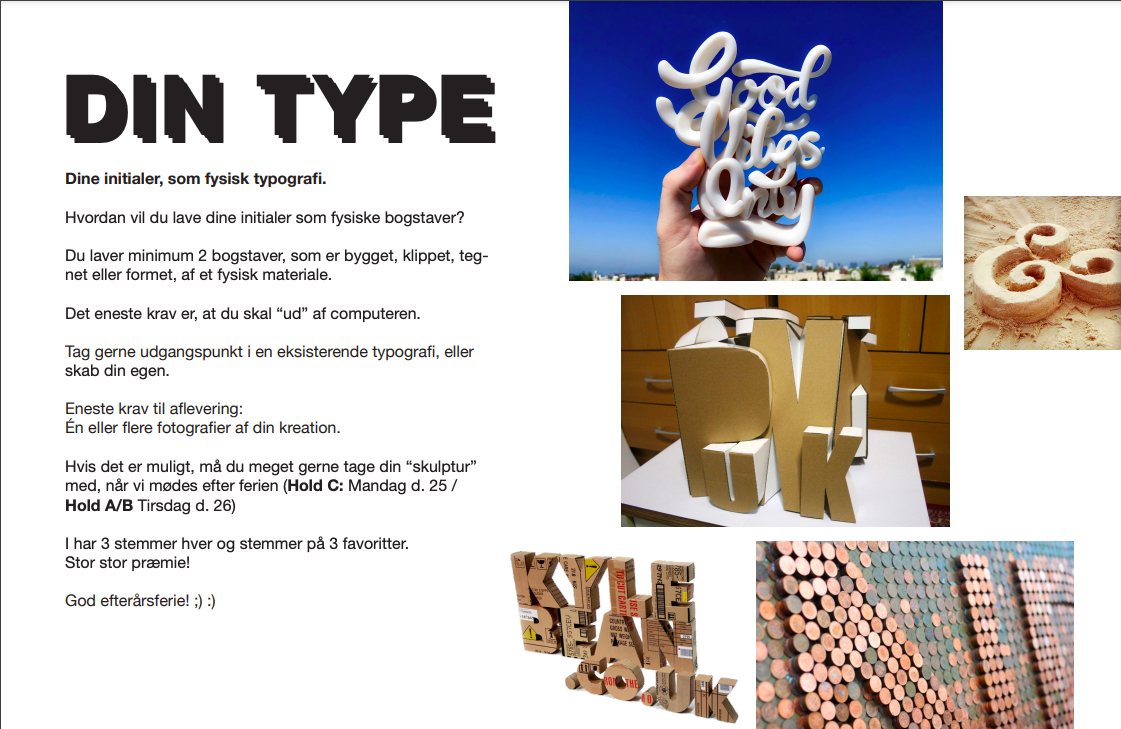 DIN TYPE
Dine initialer, som fysisk typografi.
Hvordan vil du lave dine initialer som fysiske bogstaver?
Du laver minimum 2 bogstaver, som er bygget, klippet, teg-
net eller formet, af et fysisk materiale.
Det eneste krav er, at du skal “ud” af computeren.
Tag gerne udgangspunkt i en eksisterende typografi, eller
skab din egen.
Eneste krav til aflevering:
Én eller flere fotografier af din kreation.
Hvis det er muligt, må du meget gerne tage din “skulptur”
med, når vi mødes efter ferien (Hold C: Mandag d. 25 /
Hold A/B Tirsdag d. 26)
I har 3 stemmer hver og stemmer på 3 favoritter.
Stor stor præmie!
God efterårsferie! ;) :)
Good
Vibes
Only
&
KYLIE
BEHEAN
.CO.UK